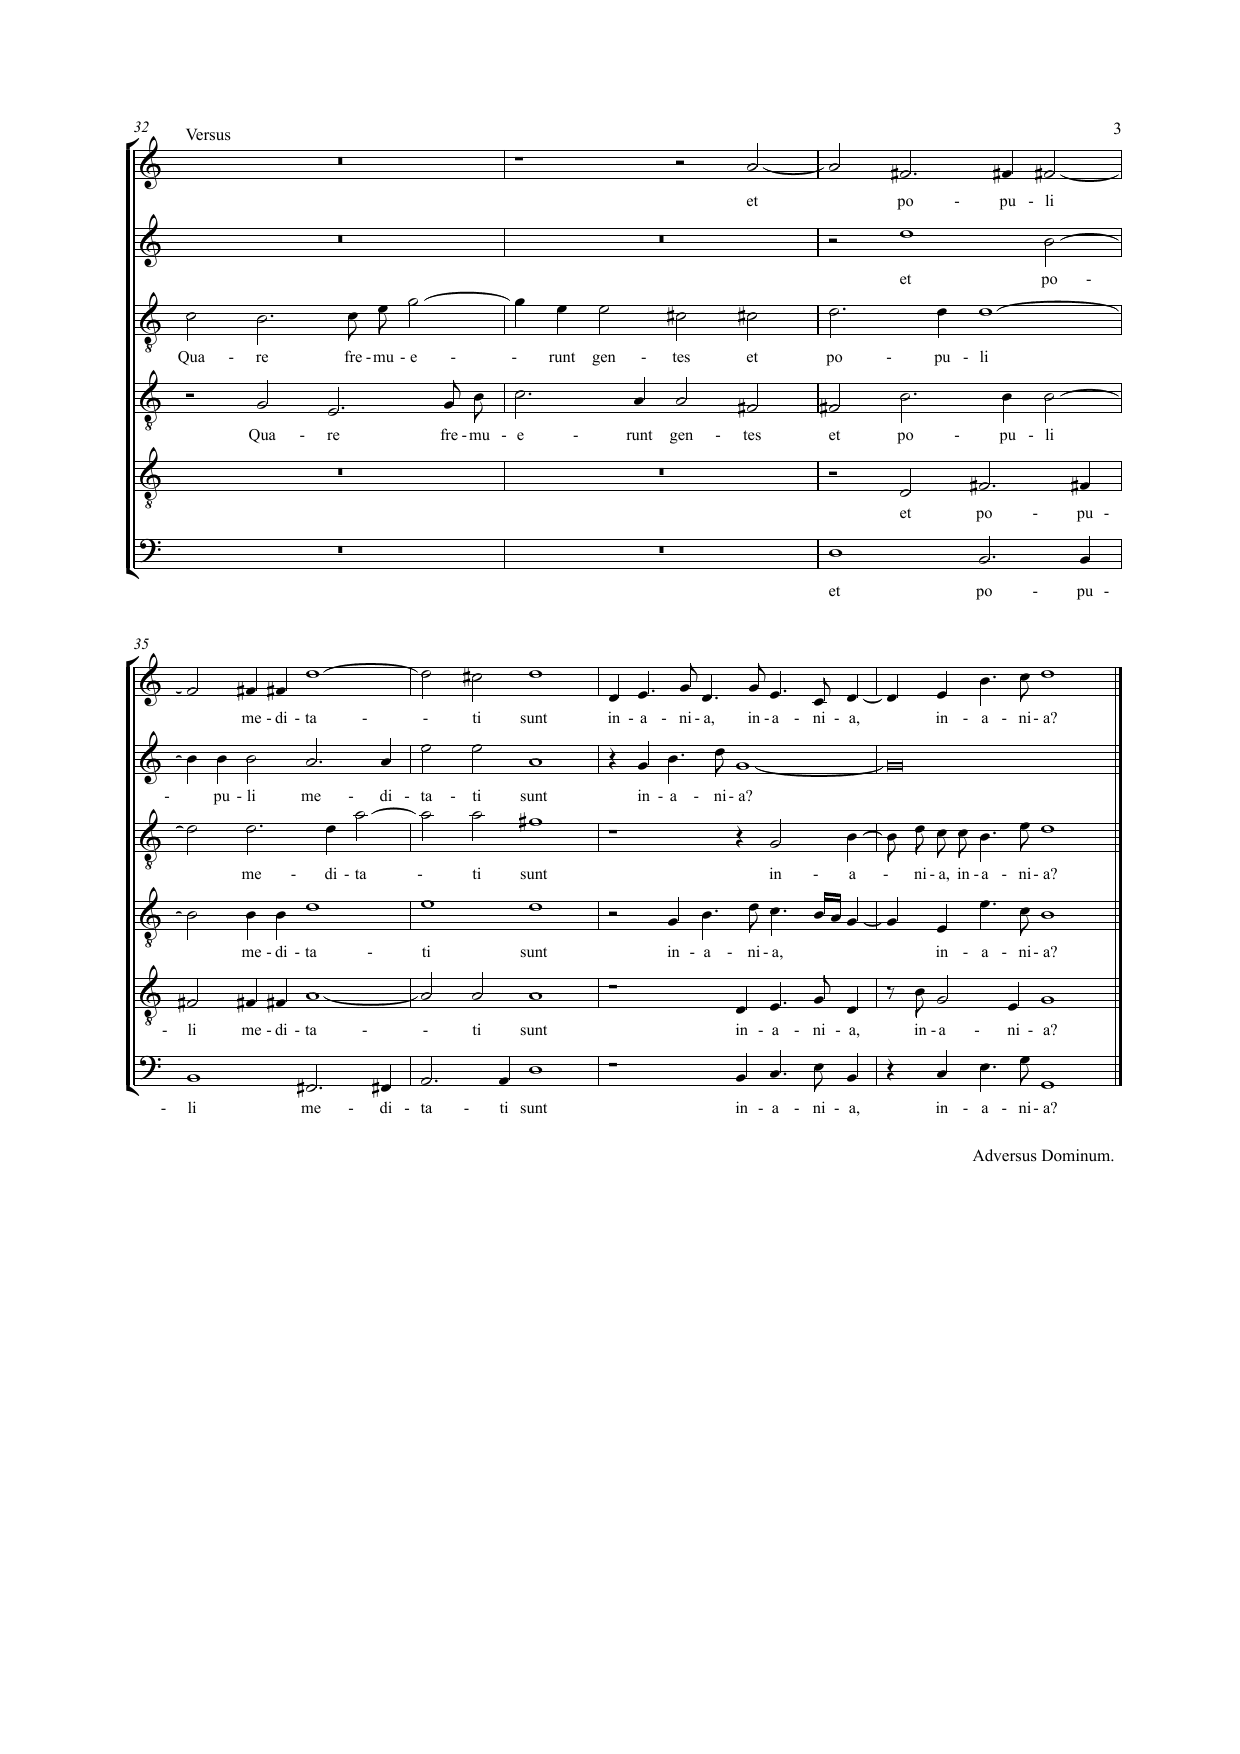 32 Versus 3
et po - pu - li
et po -
Qua - re fre - mu - e - - runt gen - tes et po - pu - li
Qua - re fre - mu - e - runt gen - tes et po - pu - li
et po - pu -
et po - pu -
35
me - di - ta - - ti sunt in - a - ni - a, in - a - ni - a, in - a - ni - a?
- pu - li me - di - ta - ti sunt in - a - ni - a?
me - di - ta - ti sunt in - a - ni - a, in - a - ni - a?
me - di - ta - ti sunt in - a - ni - a, in - a - ni - a?
- li me - di - ta - - ti sunt in - a - ni - a, in - a - ni - a?
- li me - di - ta - ti sunt in - a - ni - a, in - a - ni - a?
Adversus Dominum.